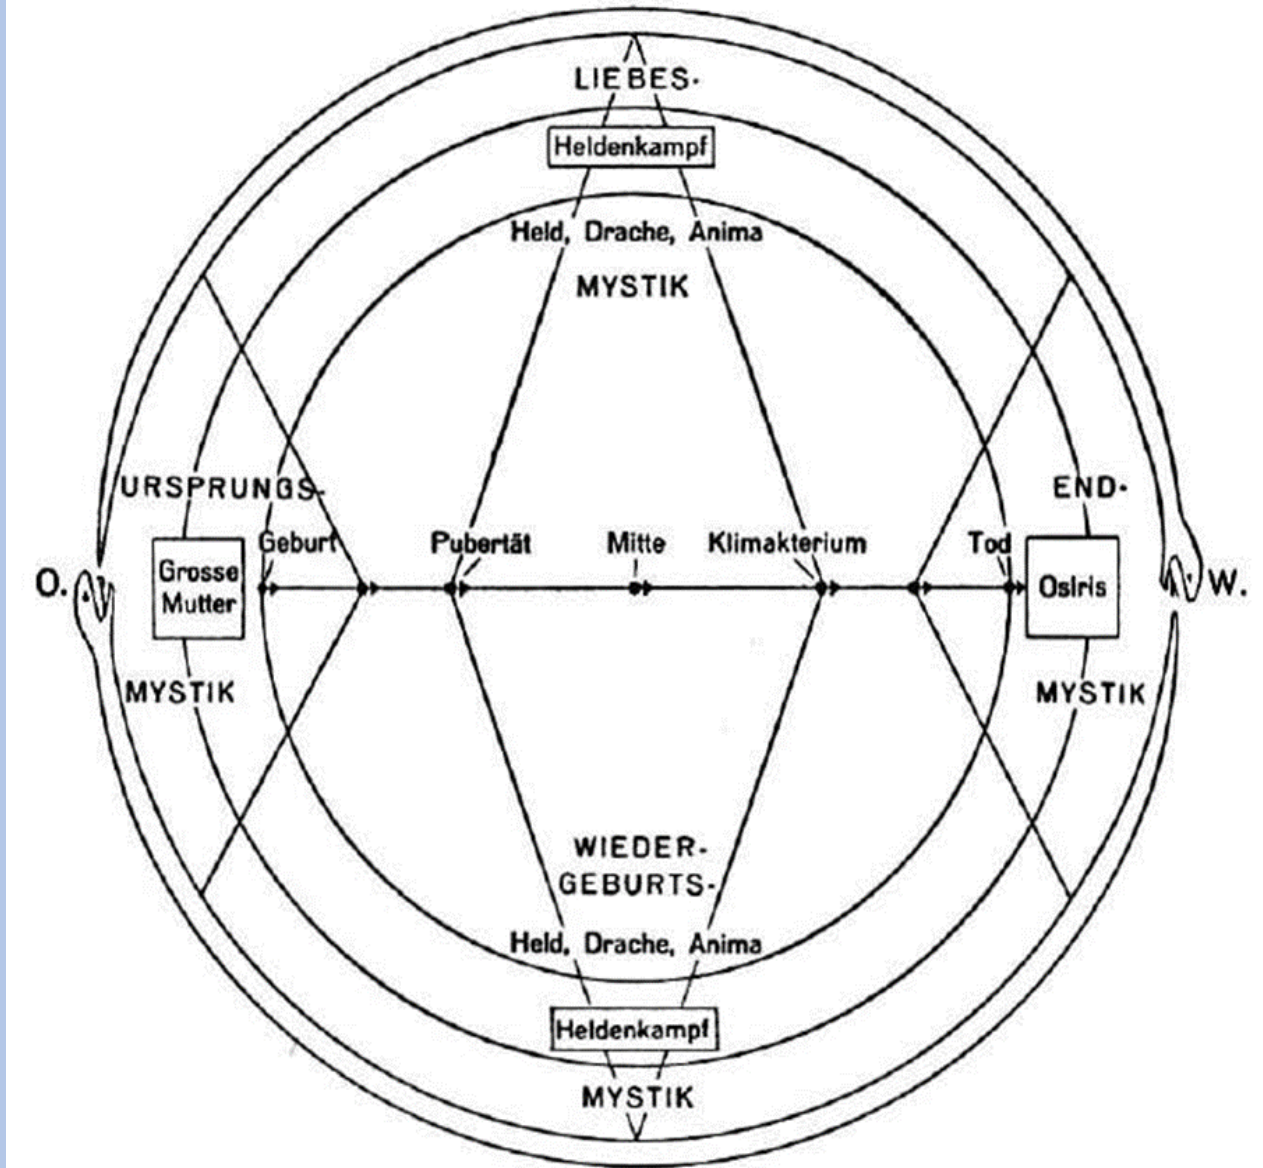 LIEBES-
Heldenkampf
Held, Drache, Anima
MYSTIK
URSPRUNGS-
END-
Geburt
Pubertät
Mitte
Klimakterium
Tod
O.
Grosse
Mutter
Osiris
W.
MYSTIK
MYSTIK
WIEDER-
GEBURTS-
Held, Drache, Anima
Heldenkampf
MYSTIK